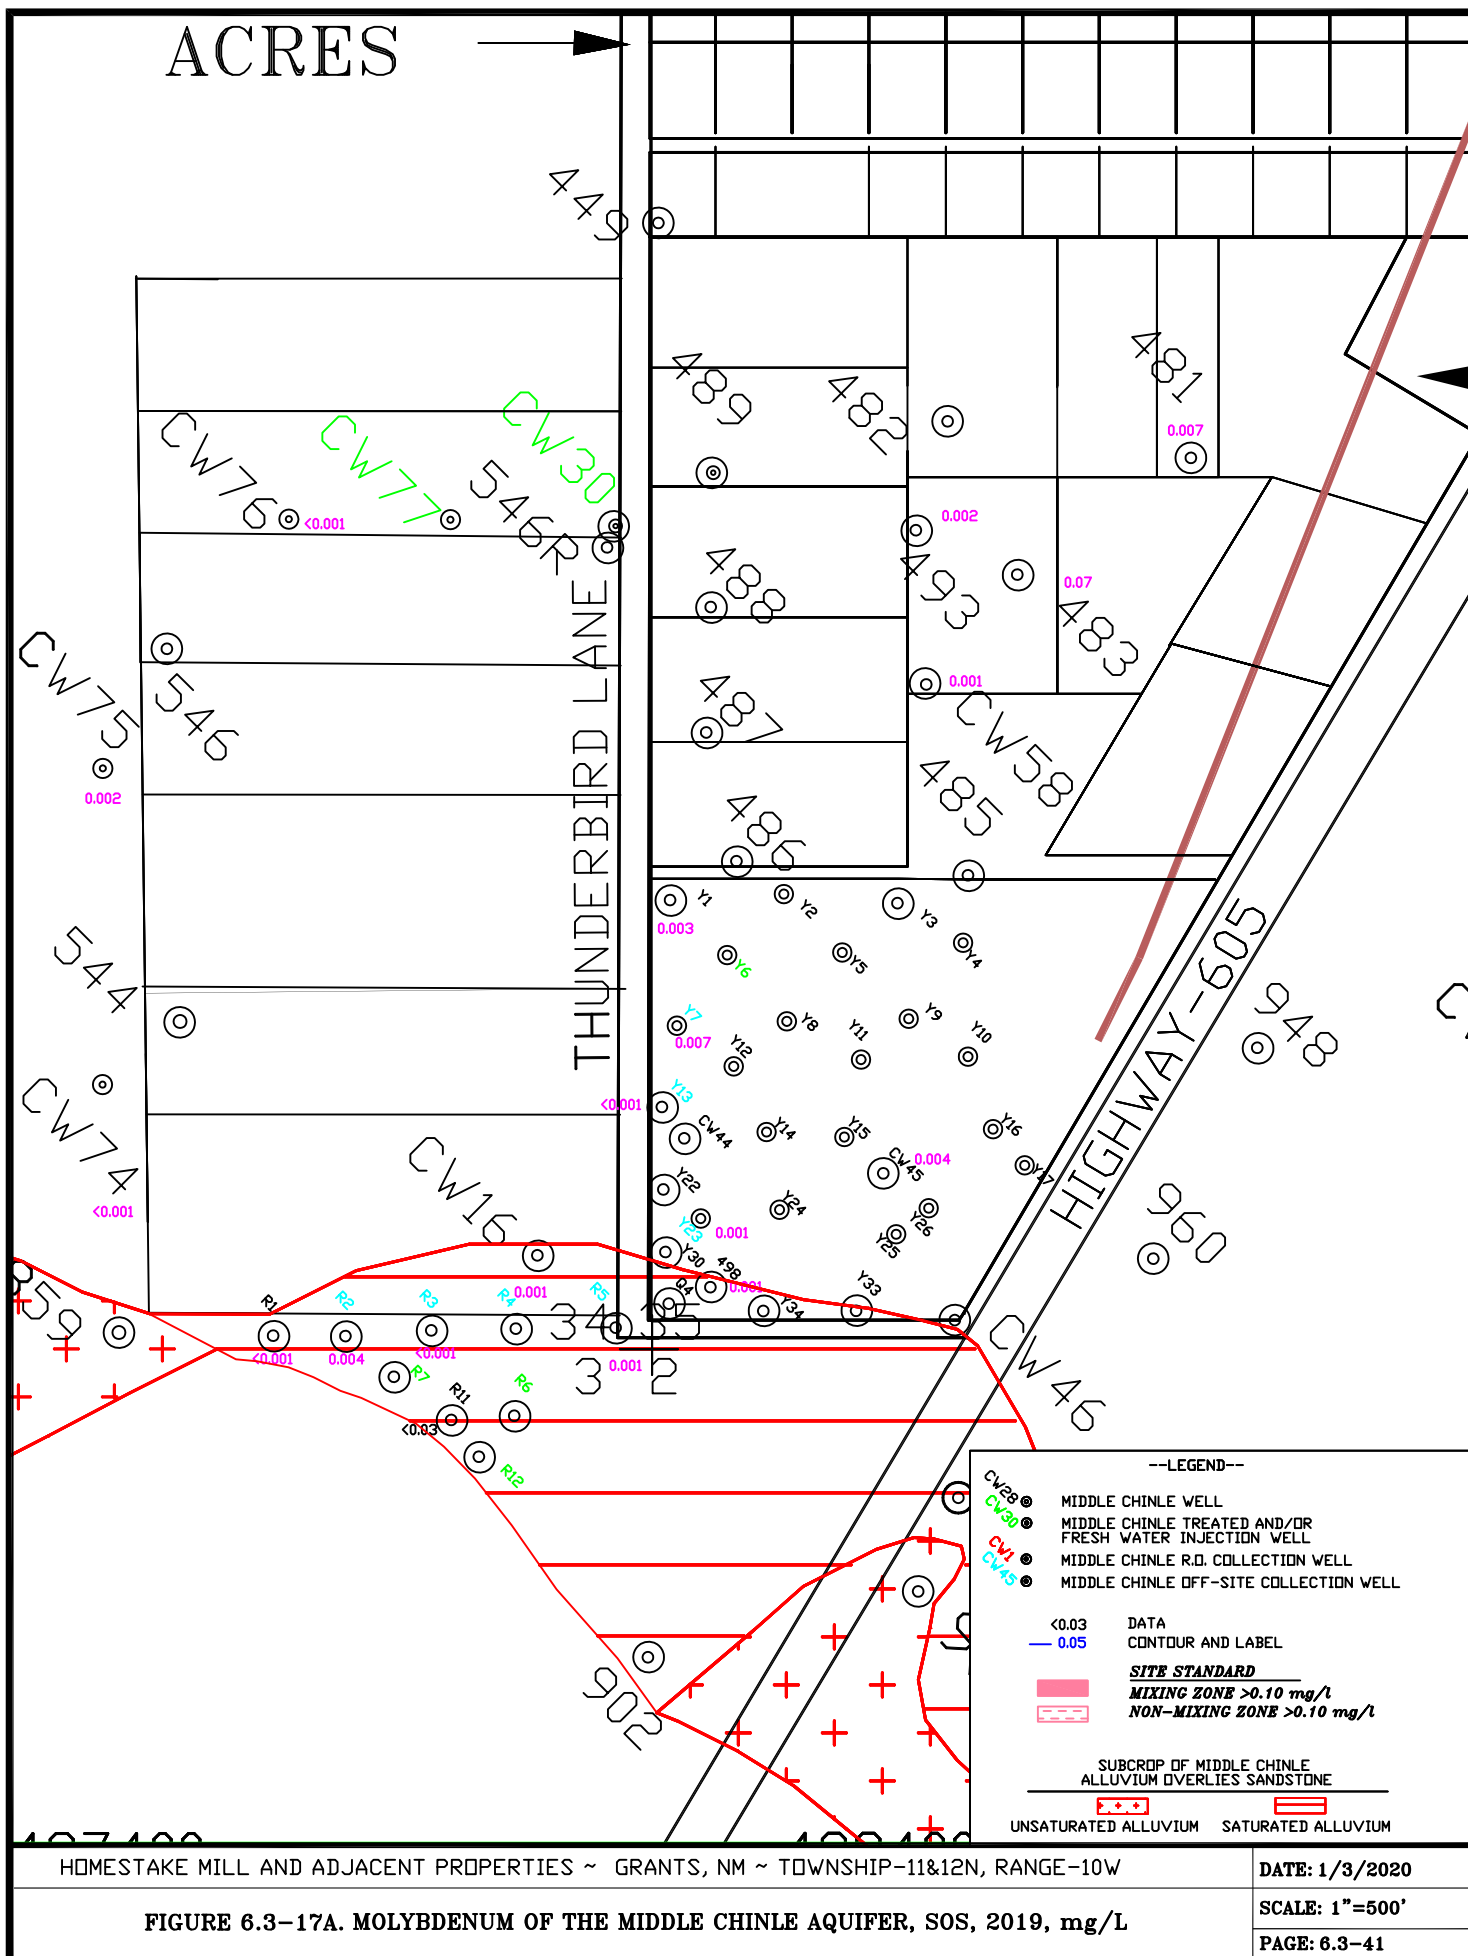 ACRES
449
489
482
481
0.007
CW76
<0.001
CW77
546R
CW30
0.002
493
0.07
483
488
CW75
0.002
546
487
0.001
CW58
485
486
THUNDERBIRD LANE
544
CW74
<0.001
CW16
Y1
0.003
Y2
Y3
Y4
Y5
Y6
Y7
0.007
Y8
Y9
Y10
Y11
Y12
Y13
<0.001
CW44
Y14
Y15
CW45
0.004
Y16
Y17
Y22
Y23
0.001
Y24
Y25
Y26
Y30
498
0.001
Q4
Y33
Y34
HIGHWAY-605
948
960
CW46
859
R1
<0.001
R2
0.004
R3
<0.001
R4
0.001
R5
0.001
34
35
3
2
R7
R6
R11
<0.03
R12
902
--LEGEND--
CW28
MIDDLE CHINLE WELL
CW30
MIDDLE CHINLE TREATED AND/OR
FRESH WATER INJECTION WELL
CW1
MIDDLE CHINLE R.O. COLLECTION WELL
CW45
MIDDLE CHINLE OFF-SITE COLLECTION WELL
<0.03 DATA
0.05 CONTOUR AND LABEL
SITE STANDARD
MIXING ZONE >0.10 mg/l
NON-MIXING ZONE >0.10 mg/l
SUBCROP OF MIDDLE CHINLE
ALLUVIUM OVERLIES SANDSTONE
UNSATURATED ALLUVIUM SATURATED ALLUVIUM
HOMESTAKE MILL AND ADJACENT PROPERTIES ~ GRANTS, NM ~ TOWNSHIP-11&12N, RANGE-10W
DATE: 1/3/2020
FIGURE 6.3-17A. MOLYBDENUM OF THE MIDDLE CHINLE AQUIFER, SOS, 2019, mg/L
SCALE: 1"=500'
PAGE: 6.3-41